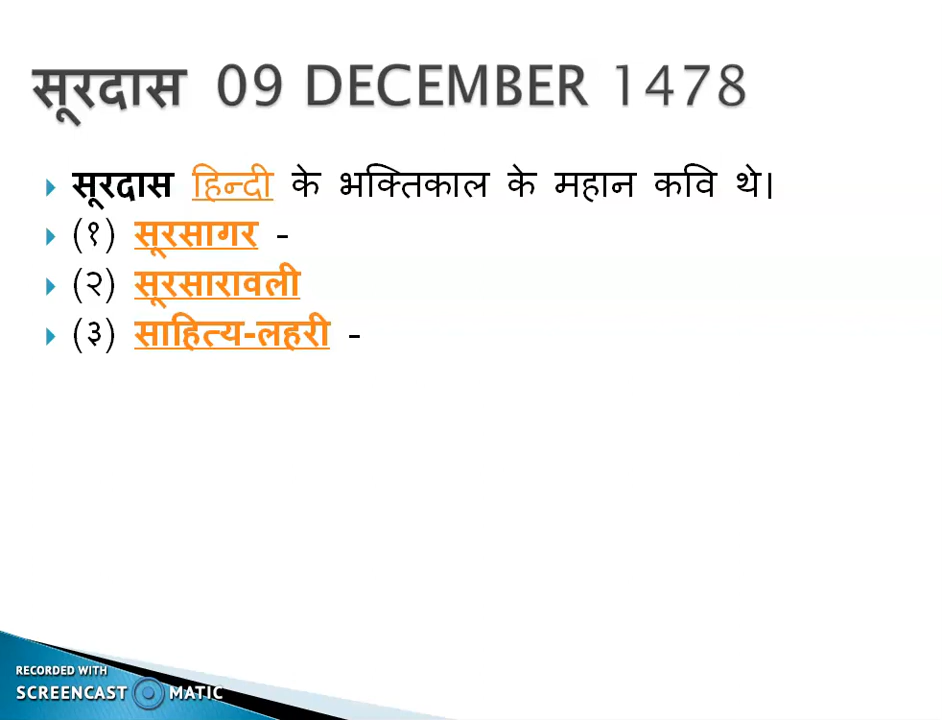 सूरदास 09 DECEMBER 1478
सूरदास हिन्दी के भक्तिकाल के महान कवि थे।
(१) सूरसागर -
(२) सूरसारावली
(३) साहित्य-लहरी -
RECORDED WITH
SCREENCAST MATIC